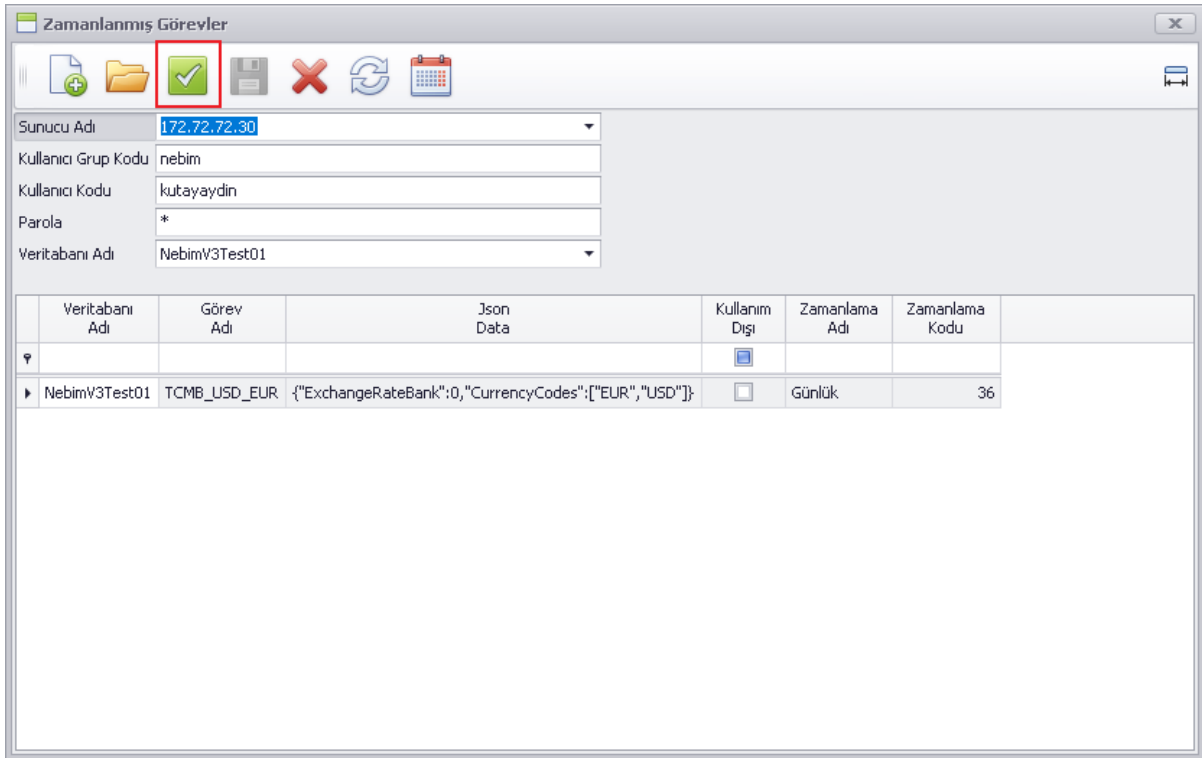 Zamanlanmış Görevler
Sunucu Adı 172.72.72.30
Kullanıcı Grup Kodu nebim
Kullanıcı Kodu kutayaydin
Parola *
Veritabanı Adı NebimV3Test01
Veritabanı Adı Görev Adı Json Data Kullanım Dışı Zamanlama Adı Zamanlama Kodu
NebimV3Test01 TCMB_USD_EUR {"ExchangeRateBank":0,"CurrencyCodes":["EUR","USD"]} Günlük 36